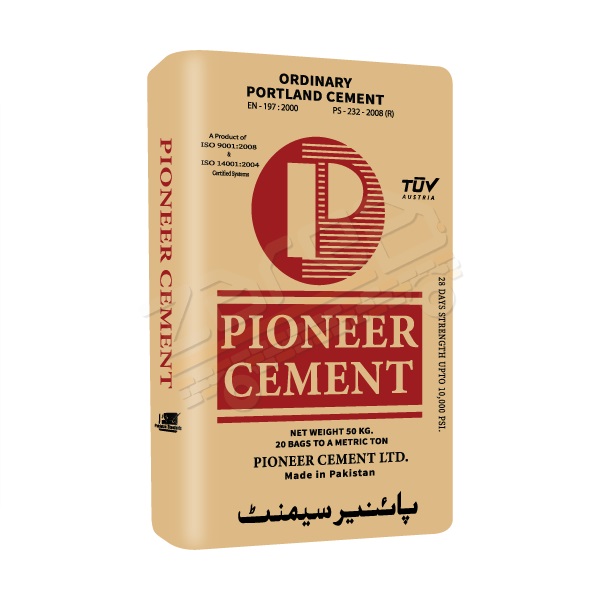 ORDINARY
PORTLAND CEMENT
EN - 197 : 2000 PS - 232 - 2008 (R)
A Product of
ISO 9001:2008
&
ISO 14001:2004
Certified Systems
TÜV
AUSTRIA
PIONEER
CEMENT
28 DAYS STRENGTH UPTO 10,000 PSI.
NET WEIGHT 50 KG.
20 BAGS TO A METRIC TON
PIONEER CEMENT LTD.
Made in Pakistan
پائنیر سیمنٹ
PIONEER CEMENT